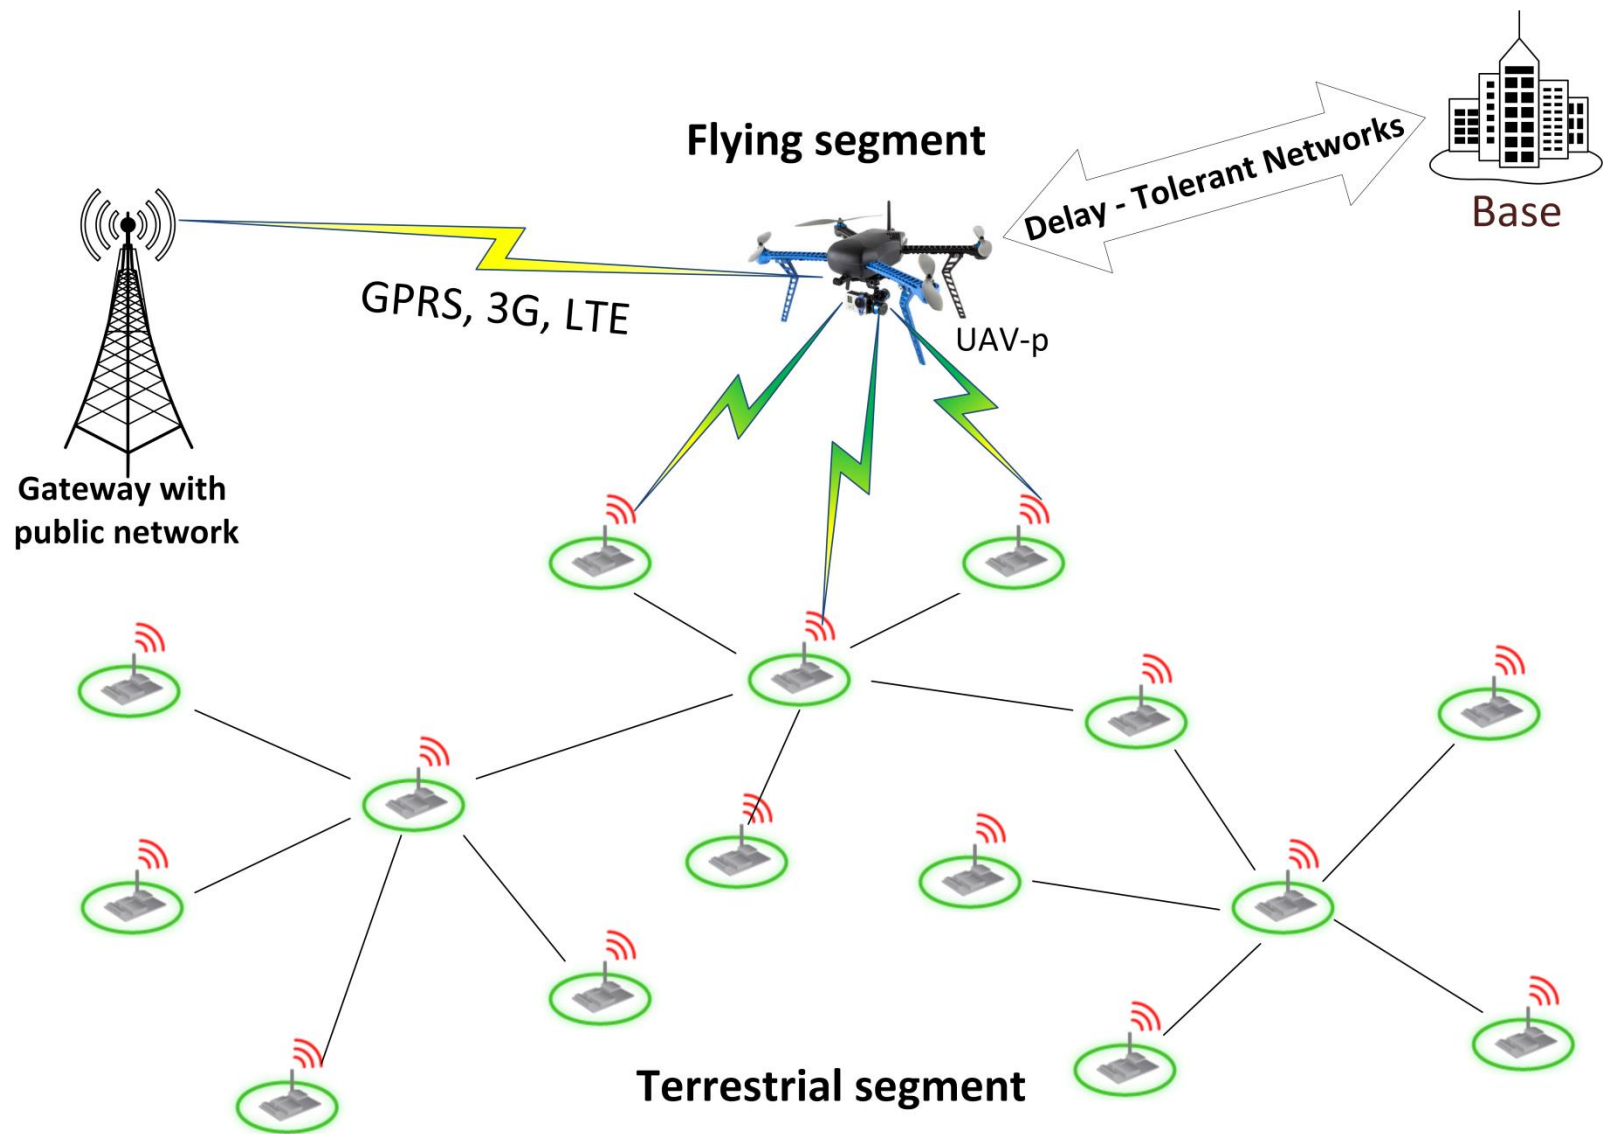 Flying segment
Delay - Tolerant Networks
Base
GPRS, 3G, LTE
UAV-p
Gateway with
public network
Terrestrial segment